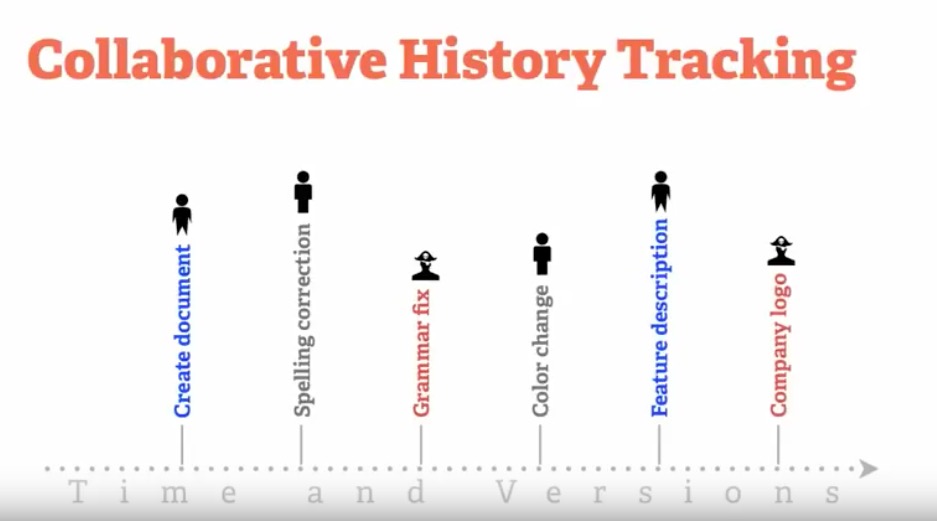 Collaborative History Tracking
Create document
Spelling correction
Grammar fix
Color change
Feature description
Company logo
Time and Versions